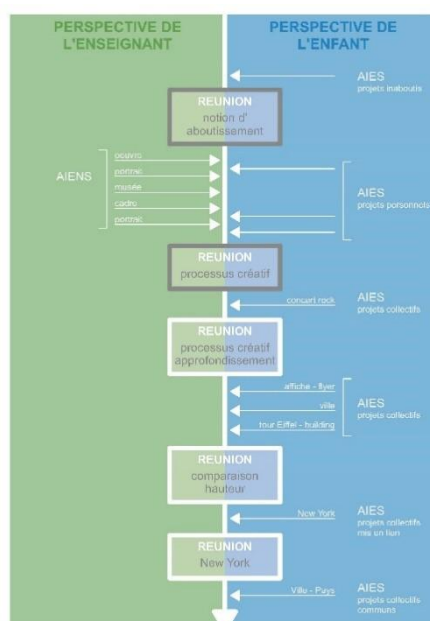 PERSPECTIVE DE
L'ENSEIGNANT
PERSPECTIVE DE
L'ENFANT
AIES
projets inaboutis
REUNION
notion d'
aboutissement
AIENS
oeuvre
portrait
musée
cadre
portrait
AIES
projets personnels
REUNION
processus créatif
concert rock
AIES
projets collectifs
REUNION
processus créatif
approfondissement
affiche - flyer
ville
tour Eiffel - building
AIES
projets collectifs
REUNION
comparaison
hauteur
New York
AIES
projets collectifs
mis en lien
REUNION
New York
Ville - Pays
AIES
projets collectifs
communs